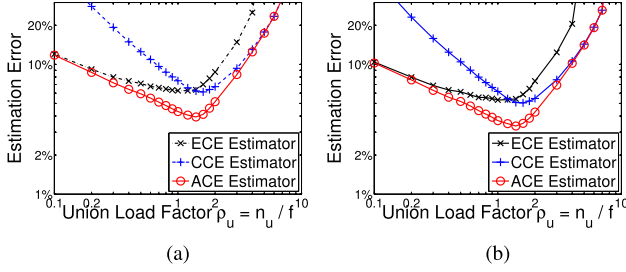 20%
10%
2%
1%
Estimation Error
ECE Estimator
CCE Estimator
ACE Estimator
0.1 0.2 1 2 10
Union Load Factor ρu = nu / f
(a)
20%
10%
2%
1%
Estimation Error
ECE Estimator
CCE Estimator
ACE Estimator
0.1 0.2 1 2 10
Union Load Factor ρu = nu / f
(b)